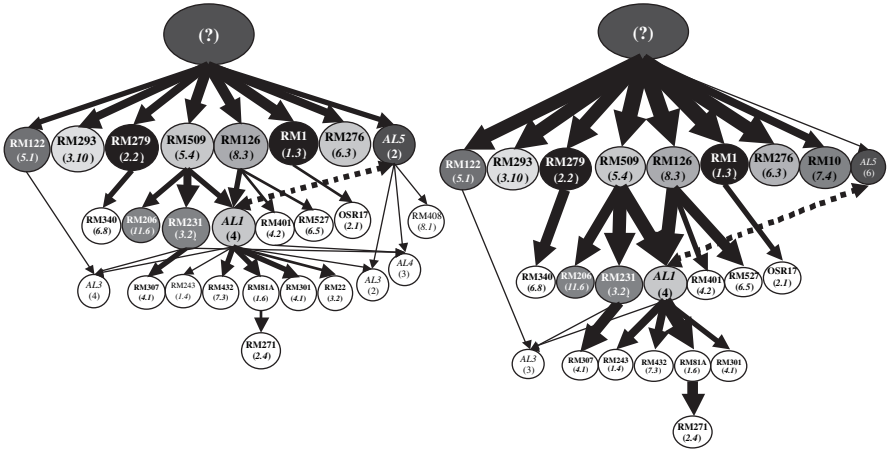 (?)
RM122
(5.1)
RM293
(3.10)
RM279
(2.2}
RM509
(5.4)
RM126
(8.3}
RM1
(1.3}
RM276
(6.3)
AL5
(2)
RM340
(6.8)
RM206
(11.6)
RM231
(3.2}
AL1
(4)
RM401
(4.2)
RM527
(6.5)
OSR17
(2.1)
RM408
(8.1)
AL3
(4)
RM307
(4.1)
RM243
(1.4)
RM432
(7.3)
RM81A
(1.6)
RM301
(4.1)
RM22
(3.2)
AL3
(2)
AL4
(3)
RM271
(2.4)
(?)
RM122
(5.1)
RM293
(3.10)
RM279
(2.2}
RM509
(5.4)
RM126
(8.3}
RM1
(1.3}
RM276
(6.3)
RM10
(7.4)
AL5
(6)
RM340
(6.8)
RM206
(11.6)
RM231
(3.2}
AL1
(4)
RM401
(4.2)
RM527
(6.5)
OSR17
(2.1)
AL3
(3)
RM307
(4.1)
RM243
(1.4)
RM432
(7.3)
RM81A
(1.6)
RM301
(4.1)
RM271
(2.4)